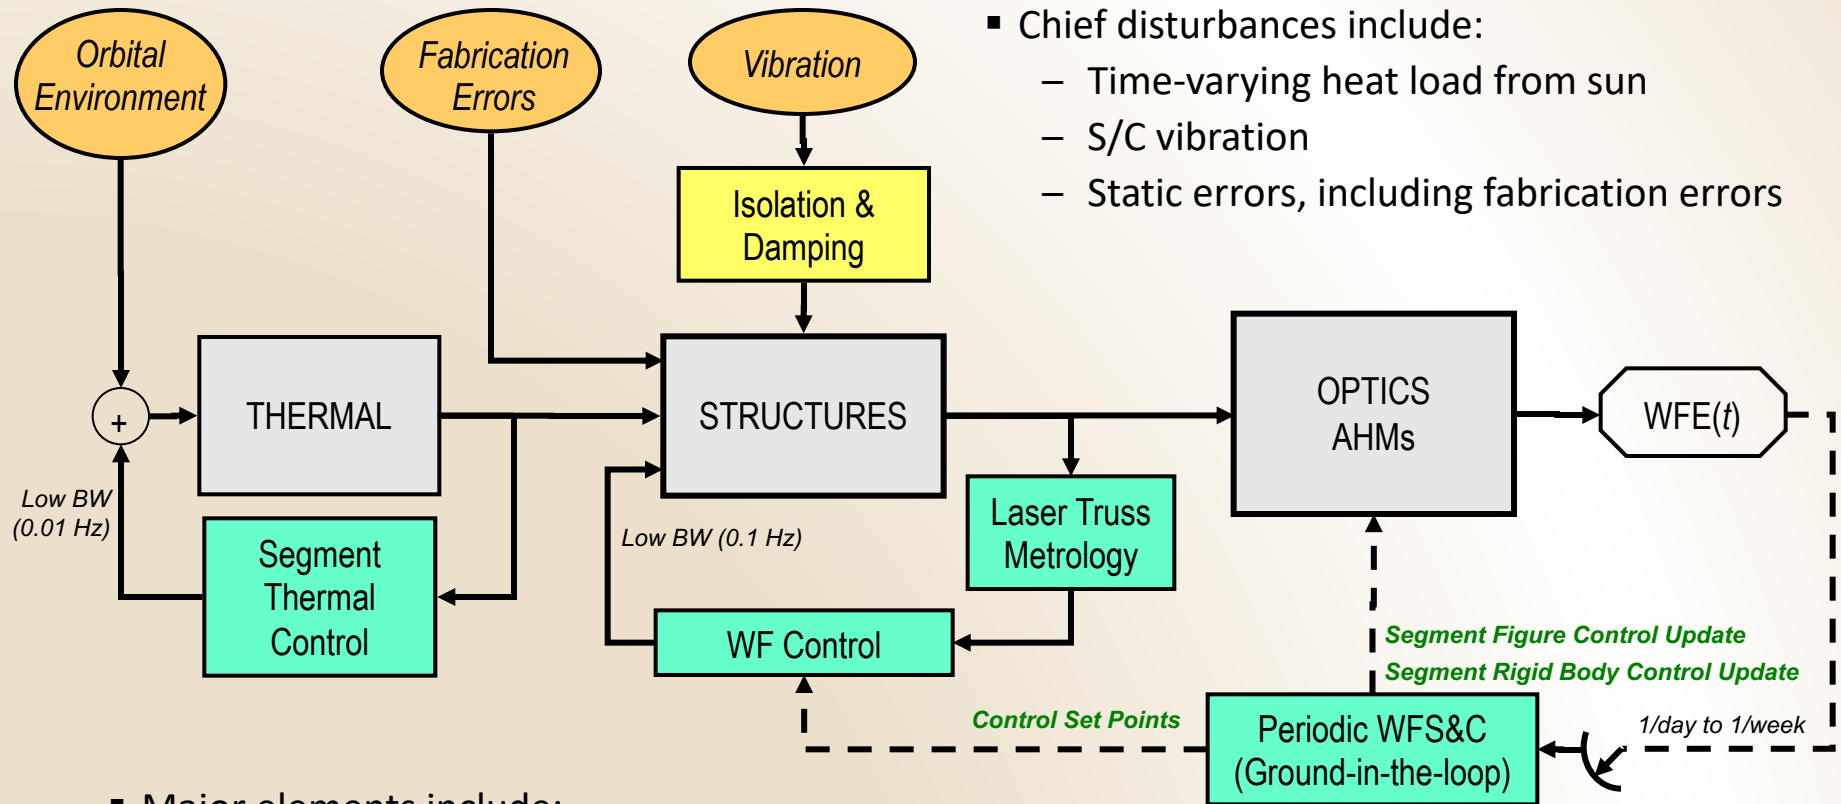 Orbital
Environment
Fabrication
Errors
Vibration
▪ Chief disturbances include:
– Time-varying heat load from sun
– S/C vibration
– Static errors, including fabrication errors
Isolation &
Damping
+
THERMAL
STRUCTURES
OPTICS
AHMs
WFE(t)
Low BW
(0.01 Hz)
Segment
Thermal
Control
Low BW (0.1 Hz)
Laser Truss
Metrology
WF Control
Segment Figure Control Update
Segment Rigid Body Control Update
Control Set Points
Periodic WFS&C
(Ground-in-the-loop)
1/day to 1/week
▪ Major elements include: